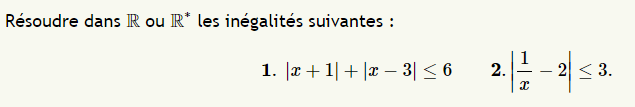 Résoudre dans ℝ ou ℝ* les inégalités suivantes :
1. |x + 1| + |x − 3| ≤ 6 2. |1/x − 2| ≤ 3.